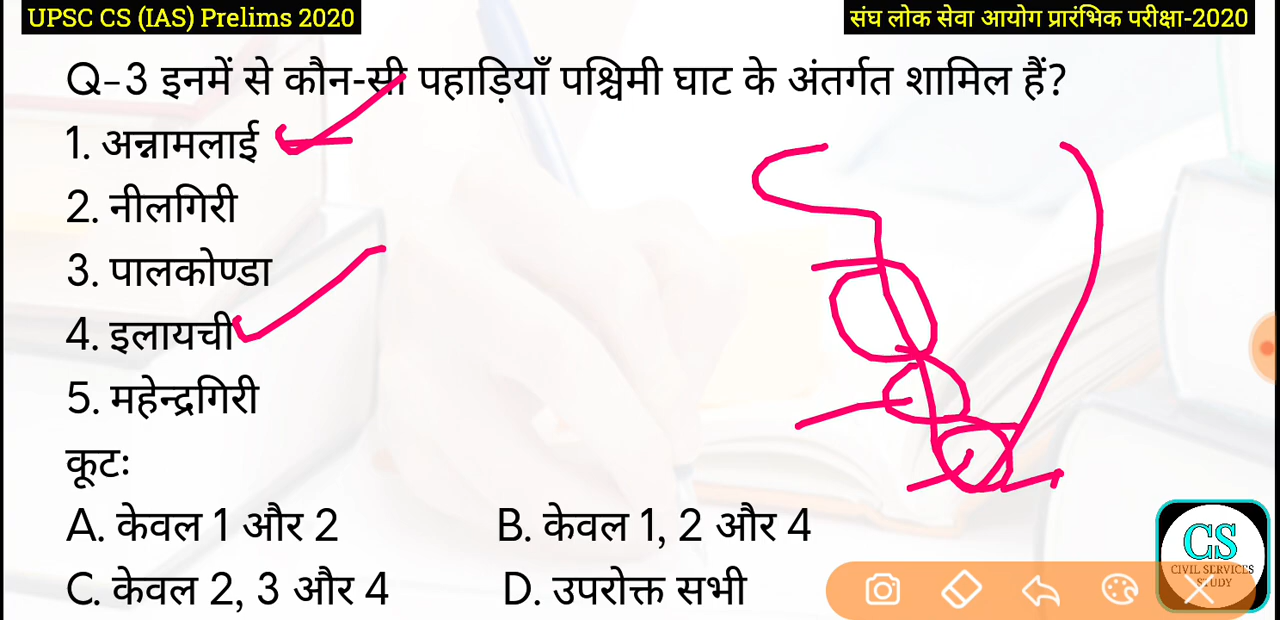 UPSC CS (IAS) Prelims 2020
संघ लोक सेवा आयोग प्रारंभिक परीक्षा-2020
Q-3 इनमें से कौन-सी पहाड़ियाँ पश्चिमी घाट के अंतर्गत शामिल हैं?
1. अन्नामलाई
2. नीलगिरी
3. पालकोण्डा
4. इलायची
5. महेन्द्रगिरी
कूटः
A. केवल 1 और 2
B. केवल 1, 2 और 4
C. केवल 2, 3 और 4
D. उपरोक्त सभी
CS
CIVIL SERVICES
STUDY